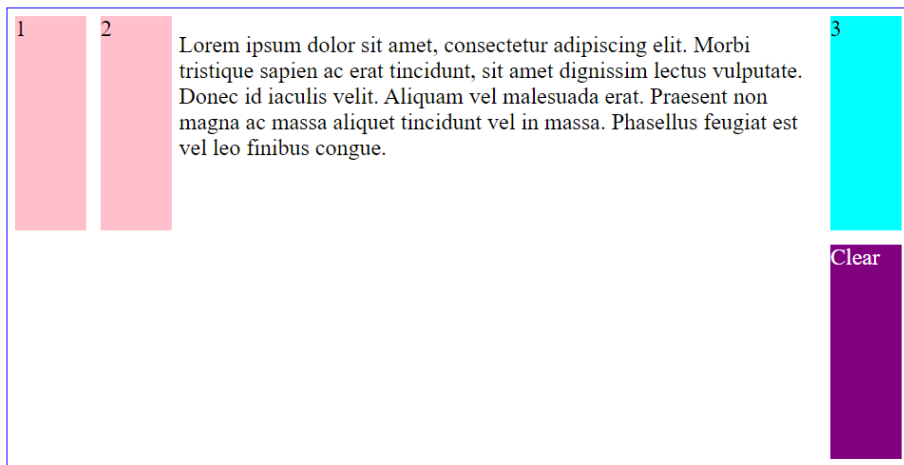 1
2
Lorem ipsum dolor sit amet, consectetur adipiscing elit. Morbi
tristique sapien ac erat tincidunt, sit amet dignissim lectus vulputate.
Donec id iaculis velit. Aliquam vel malesuada erat. Praesent non
magna ac massa aliquet tincidunt vel in massa. Phasellus feugiat est
vel leo finibus congue.
3
Clear